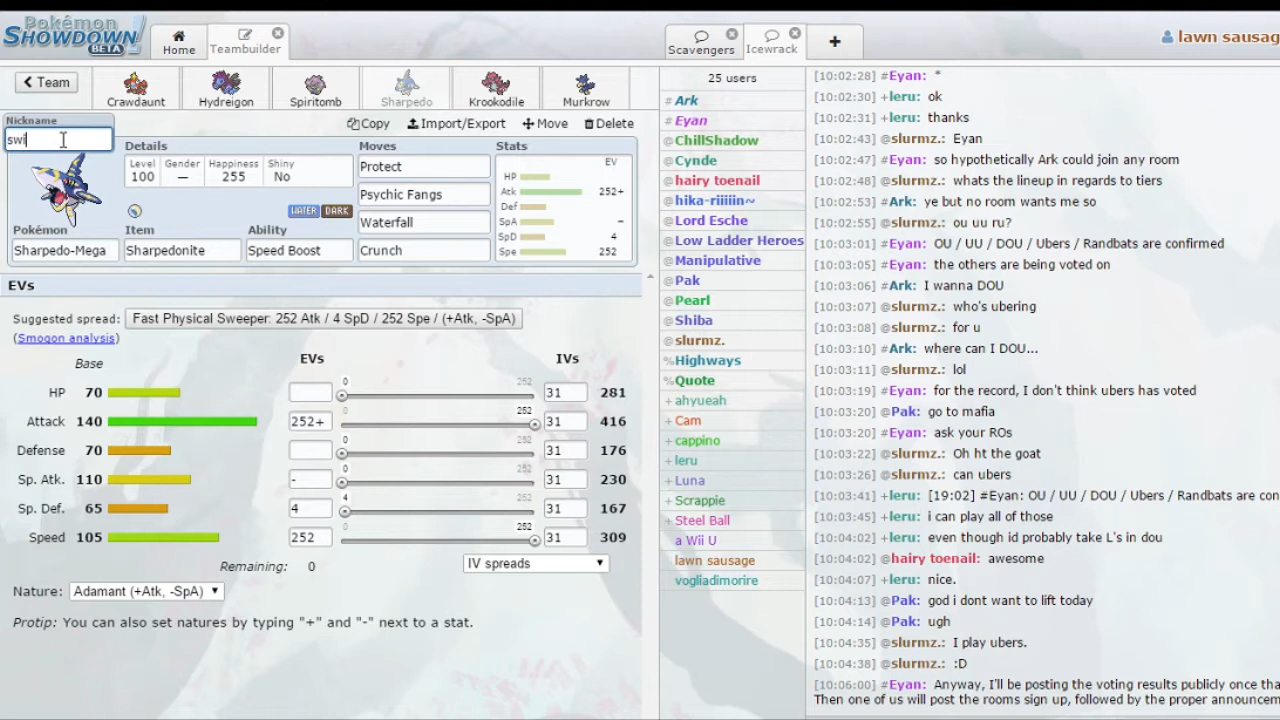 Pokémon
SHOWDOWN!
BETA
Home
Teambuilder
Scavengers
Icewrack
+
lawn sausag
< Team
Crawdaunt
Hydreigon
Spiritomb
Sharpedo
Krookodile
Murkrow
25 users
Nickname
swi
Copy
Import/Export
Move
Delete
Details
Level
100
Gender
—
Happiness
255
Shiny
No
WATER DARK
Pokémon
Sharpedo-Mega
Item
Sharpedonite
Ability
Speed Boost
Moves
Protect
Psychic Fangs
Waterfall
Crunch
Stats
EV
HP
Atk 252+
Def
SpA -
SpD 4
Spe 252
EVs
Suggested spread: Fast Physical Sweeper: 252 Atk / 4 SpD / 252 Spe / (+Atk, -SpA)
(Smogon analysis)
Base EVs IVs
HP 70 0 252 31 281
Attack 140 252+ 0 252 31 416
Defense 70 0 252 31 176
Sp. Atk. 110 - 0 252 31 230
Sp. Def. 65 4 4 252 31 167
Speed 105 252 0 252 31 309
Remaining: 0
IV spreads
Nature: Adamant (+Atk, -SpA)
Protip: You can also set natures by typing "+" and "-" next to a stat.
#Ark
#Eyan
@ChillShadow
@Cynde
@hairy toenail
@hika-riiiiin~
@Lord Esche
@Low Ladder Heroes
@Manipulative
@Pak
@Pearl
@Shiba
@slurmz.
%Highways
%Quote
+ahyueah
+Cam
+cappino
+leru
+Luna
+Scrappie
+Steel Ball
a Wii U
lawn sausage
vogliadimorire
[10:02:28] #Eyan: *
[10:02:30] +leru: ok
[10:02:31] +leru: thanks
[10:02:43] @slurmz.: Eyan
[10:02:47] #Eyan: so hypothetically Ark could join any room
[10:02:48] @slurmz.: whats the lineup in regards to tiers
[10:02:53] #Ark: ye but no room wants me so
[10:02:55] @slurmz.: ou uu ru?
[10:03:01] #Eyan: OU / UU / DOU / Ubers / Randbats are confirmed
[10:03:05] #Eyan: the others are being voted on
[10:03:06] #Ark: I wanna DOU
[10:03:07] @slurmz.: who's ubering
[10:03:08] @slurmz.: for u
[10:03:10] #Ark: where can I DOU...
[10:03:11] @slurmz.: lol
[10:03:19] #Eyan: for the record, I don't think ubers has voted
[10:03:20] @Pak: go to mafia
[10:03:20] #Eyan: ask your ROs
[10:03:22] @slurmz.: Oh ht the goat
[10:03:26] @slurmz.: can ubers
[10:03:41] +leru: [19:02] #Eyan: OU / UU / DOU / Ubers / Randbats are con
[10:03:45] +leru: i can play all of those
[10:04:02] +leru: even though id probably take L's in dou
[10:04:02] @hairy toenail: awesome
[10:04:07] +leru: nice.
[10:04:13] @Pak: god i dont want to lift today
[10:04:14] @Pak: ugh
[10:04:35] @slurmz.: I play ubers.
[10:04:38] @slurmz.: :D
[10:06:00] #Eyan: Anyway, I'll be posting the voting results publicly once tha
Then one of us will post the rooms sign up, followed by the proper announcem